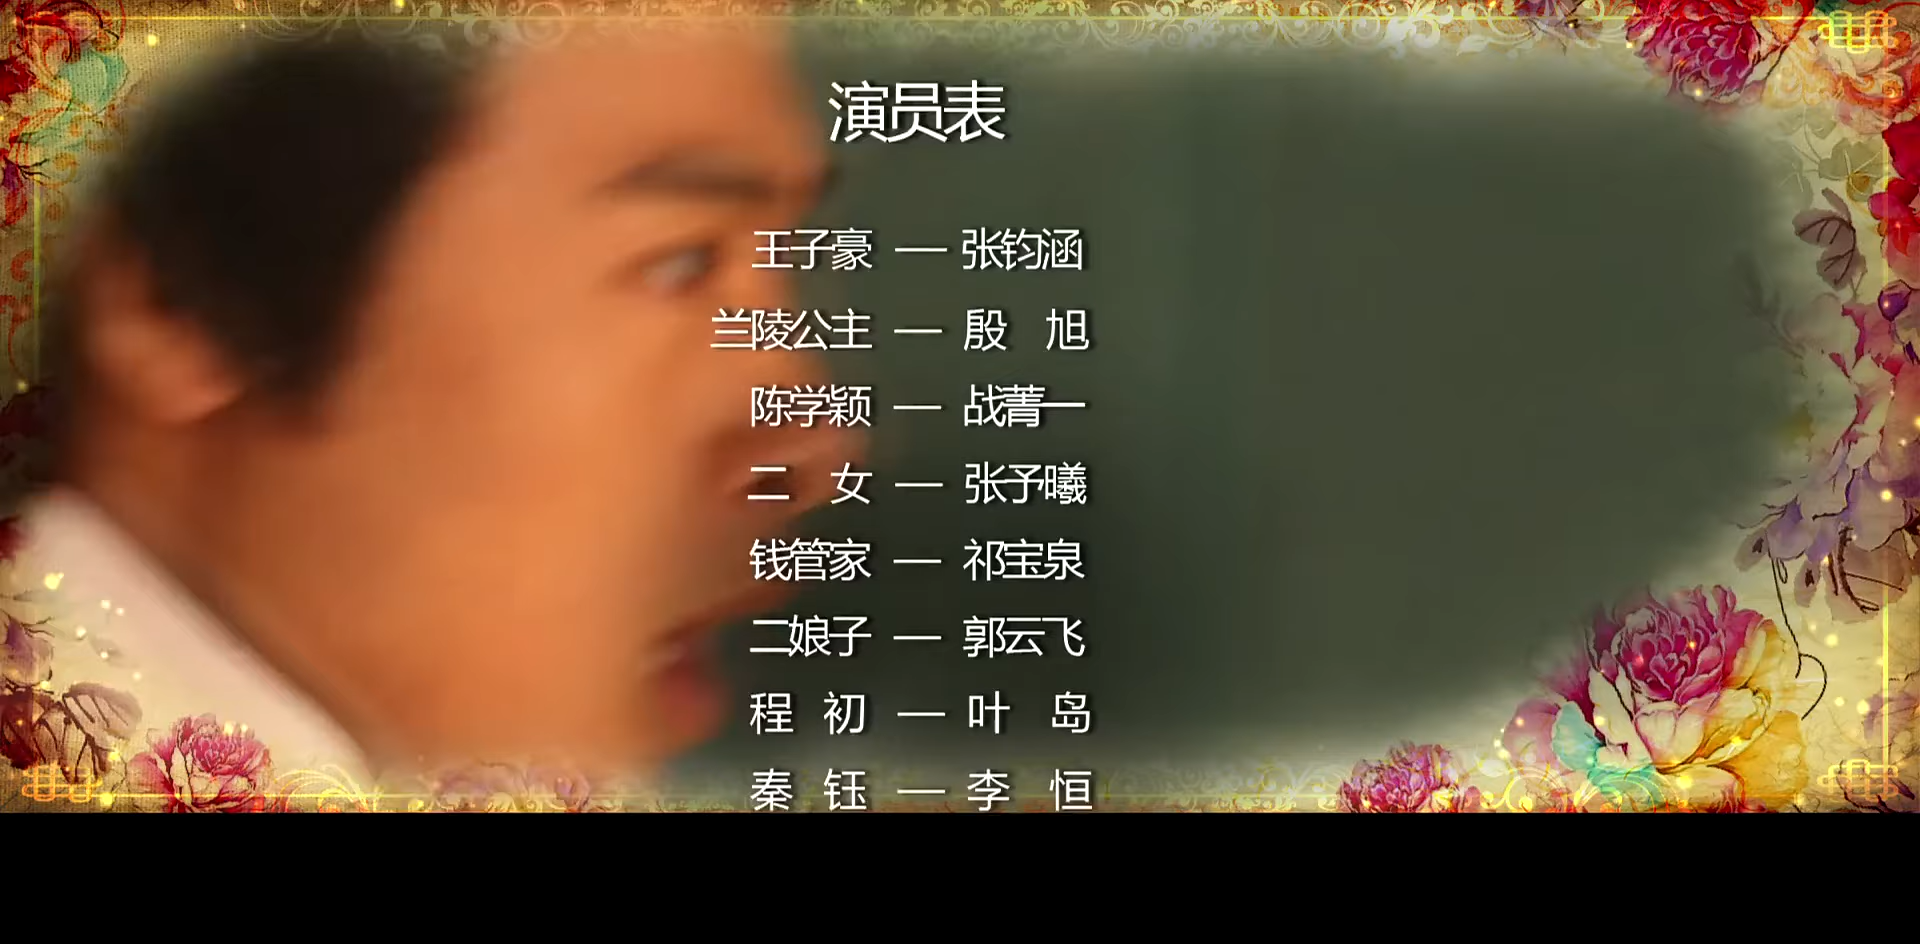 演员表
王子豪 — 张钧涵
兰陵公主 — 殷 旭
陈学颖 — 战菁一
二 女 — 张予曦
钱管家 — 祁宝泉
二娘子 — 郭云飞
程 初 — 叶 岛
秦 钰 — 李 恒